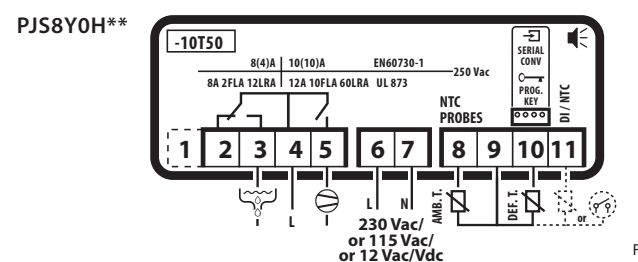 PJS8Y0H**
-10T50
SERIAL
CONV
PROG.
KEY
8(4)A 10(10)A EN60730-1
250 Vac
8A 2FLA 12LRA 12A 10FLA 60LRA UL 873
NTC
PROBES
DI / NTC
1 2 3 4 5 6 7 8 9 10 11
L
L N
AMB. T.
DEF. T.
or
230 Vac/
or 115 Vac/
or 12 Vac/Vdc
F